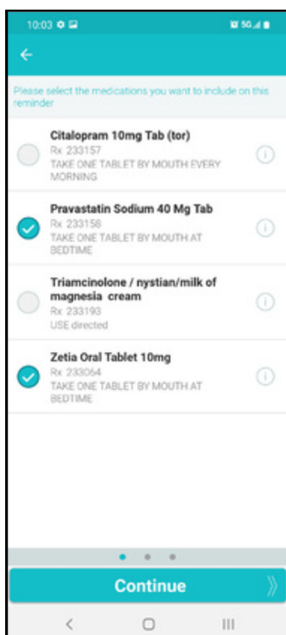 10:03
5G
Please select the medications you want to include on this
reminder
Citalopram 10mg Tab (tor)
Rx: 233157
TAKE ONE TABLET BY MOUTH EVERY
MORNING
Pravastatin Sodium 40 Mg Tab
Rx: 233158
TAKE ONE TABLET BY MOUTH AT
BEDTIME
Triamcinolone / nystian/milk of
magnesia cream
Rx: 233193
USE directed
Zetia Oral Tablet 10mg
Rx: 233064
TAKE ONE TABLET BY MOUTH AT
BEDTIME
Continue